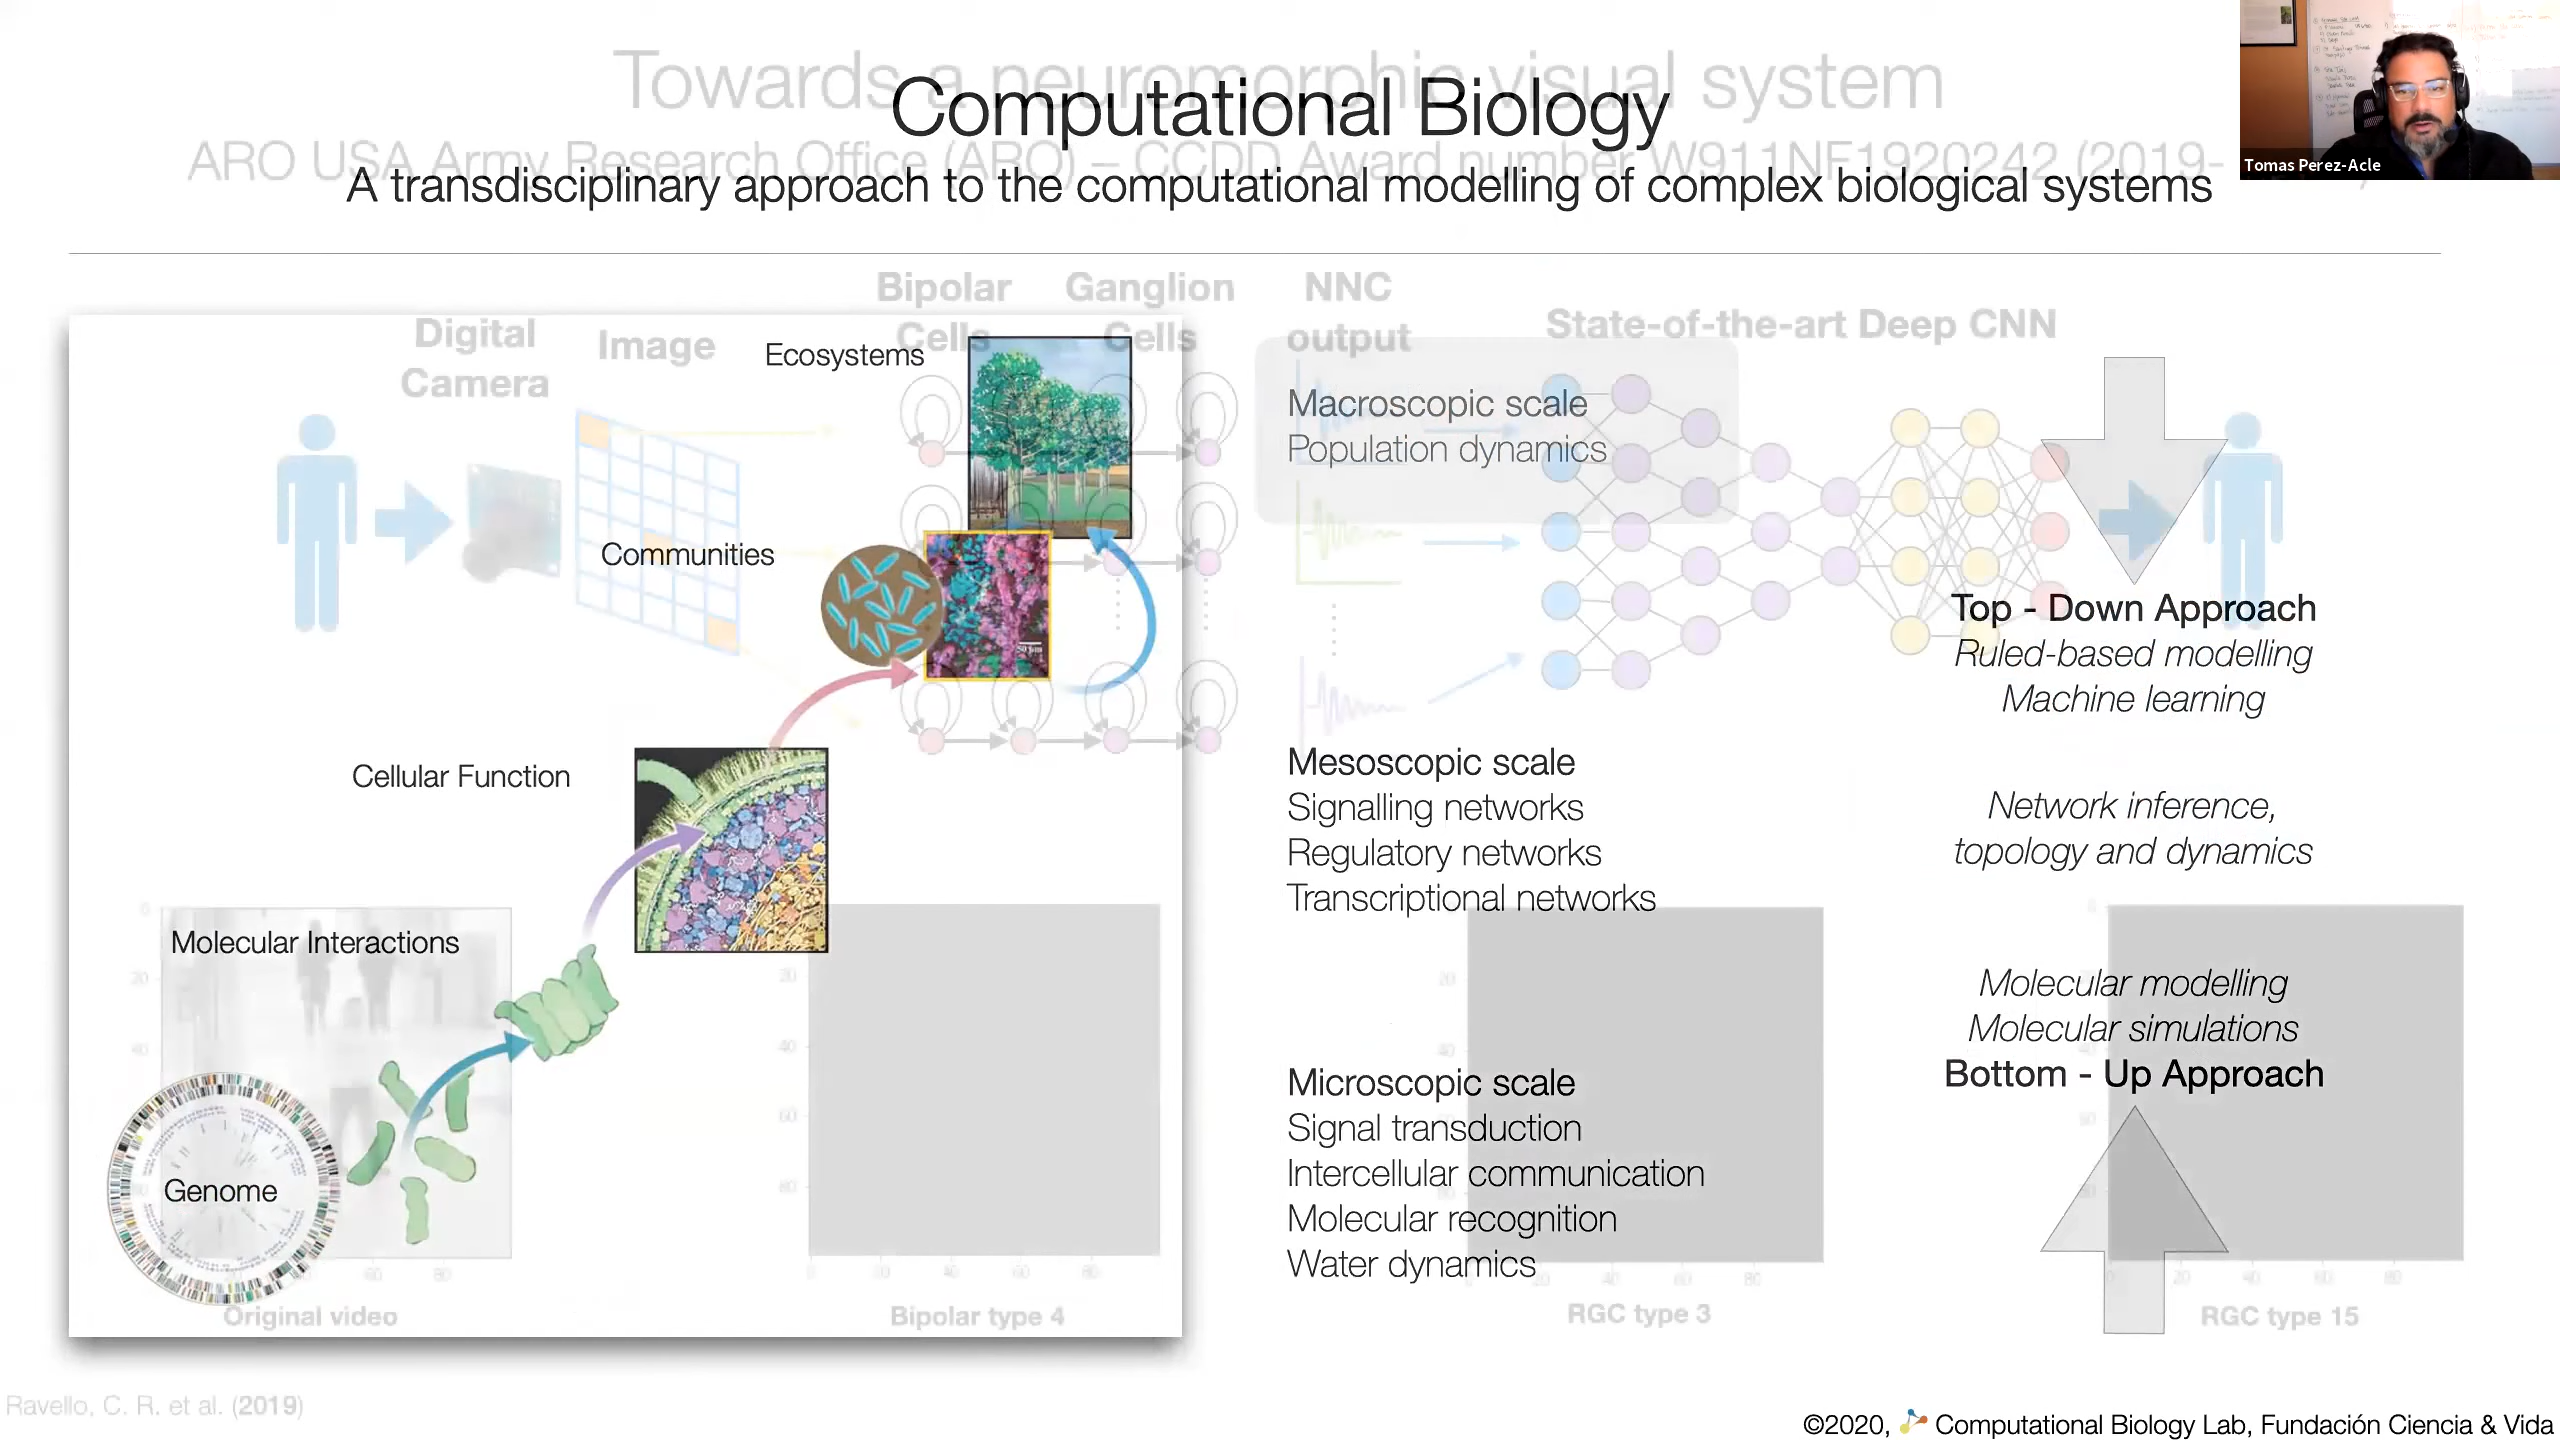 Towards a neuromorphic visual system
Computational Biology
ARO USA Army Research Office (ARO) – CCDD Award number W911NF1920242 (2019-
A transdisciplinary approach to the computational modelling of complex biological systems
Tomas Perez-Acle
Digital
Camera
Image
Bipolar
Cells
Ganglion
Cells
NNC
output
State-of-the-art Deep CNN
Ecosystems
Communities
Cellular Function
Molecular Interactions
Genome
50 µm
Macroscopic scale
Population dynamics
Mesoscopic scale
Signalling networks
Regulatory networks
Transcriptional networks
Microscopic scale
Signal transduction
Intercellular communication
Molecular recognition
Water dynamics
Top - Down Approach
Ruled-based modelling
Machine learning
Network inference,
topology and dynamics
Molecular modelling
Molecular simulations
Bottom - Up Approach
Original video
Bipolar type 4
RGC type 3
RGC type 15
Ravello, C. R. et al. (2019)
©2020, Computational Biology Lab, Fundación Ciencia & Vida